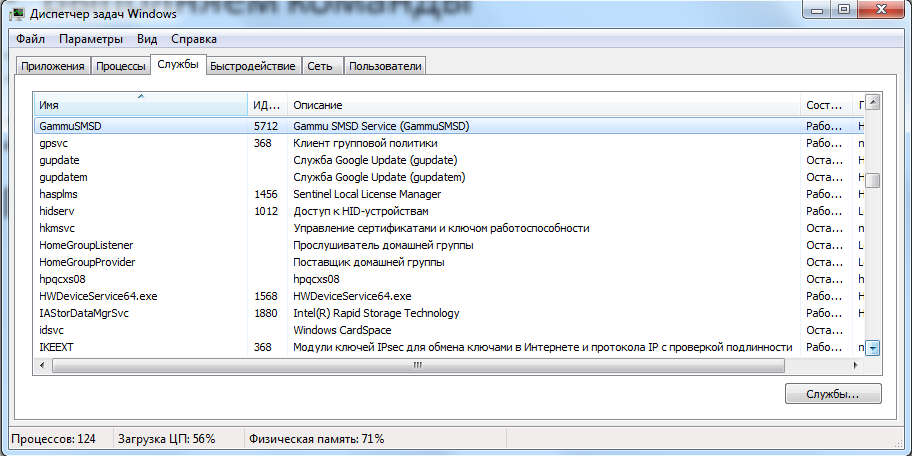 выполняем команды
Диспетчер задач Windows
Файл Параметры Вид Справка
Приложения Процессы Службы Быстродействие Сеть Пользователи
Имя ИД... Описание Сост...
GammuSMSD 5712 Gammu SMSD Service (GammuSMSD) Рабо...
gpsvc 368 Клиент групповой политики Рабо...
gupdate Служба Google Update (gupdate) Оста...
gupdatem Служба Google Update (gupdatem) Оста...
hasplms 1456 Sentinel Local License Manager Рабо...
hidserv 1012 Доступ к HID-устройствам Рабо...
hkmsvc Управление сертификатами и ключом работоспособности Оста...
HomeGroupListener Прослушиватель домашней группы Оста...
HomeGroupProvider Поставщик домашней группы Оста...
hpqcxs08 hpqcxs08 Оста...
HWDeviceService64.exe 1568 HWDeviceService64.exe Рабо...
IAStorDataMgrSvc 1880 Intel(R) Rapid Storage Technology Рабо...
idsvc Windows CardSpace Оста...
IKEEXT 368 Модули ключей IPsec для обмена ключами в Интернете и протокола IP с проверкой подлинности Рабо...
Службы...
Процессов: 124 Загрузка ЦП: 56% Физическая память: 71%